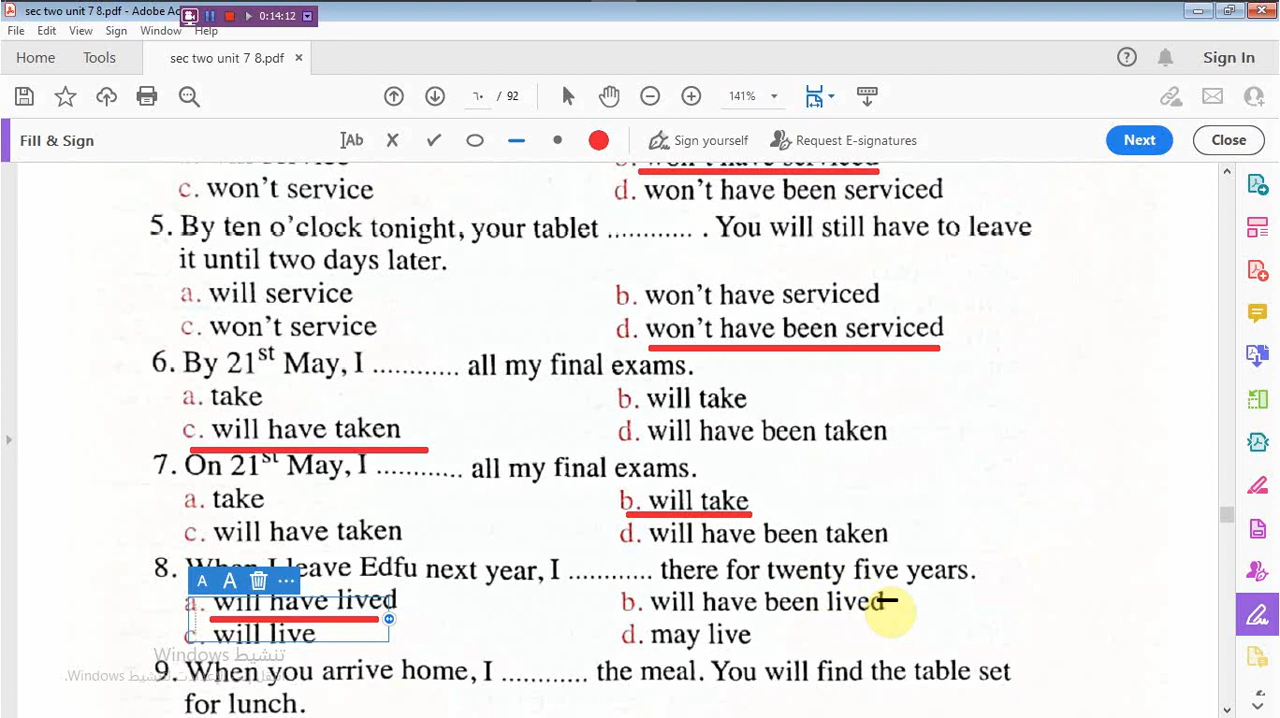 sec two unit 7 8.pdf - Adobe Ac
0:14:12
File Edit View Sign Window Help
Home Tools sec two unit 7 8.pdf × Sign In
٦٠ / 92 141%
Fill & Sign Ab Sign yourself Request E-signatures Next Close
won't have serviced
c. won't service d. won't have been serviced
5. By ten o'clock tonight, your tablet ............ . You will still have to leave
it until two days later.
a. will service b. won't have serviced
c. won't service d. won't have been serviced
6. By 21st May, I ............ all my final exams.
a. take b. will take
c. will have taken d. will have been taken
7. On 21st May, I ............ all my final exams.
a. take b. will take
c. will have taken d. will have been taken
8. When I leave Edfu next year, I ............ there for twenty five years.
A A
a. will have lived b. will have been lived
c. will live d. may live
تنشيط Windows
9. When you arrive home, I ............ the meal. You will find the table set
.Windows لتنشيط
for lunch.